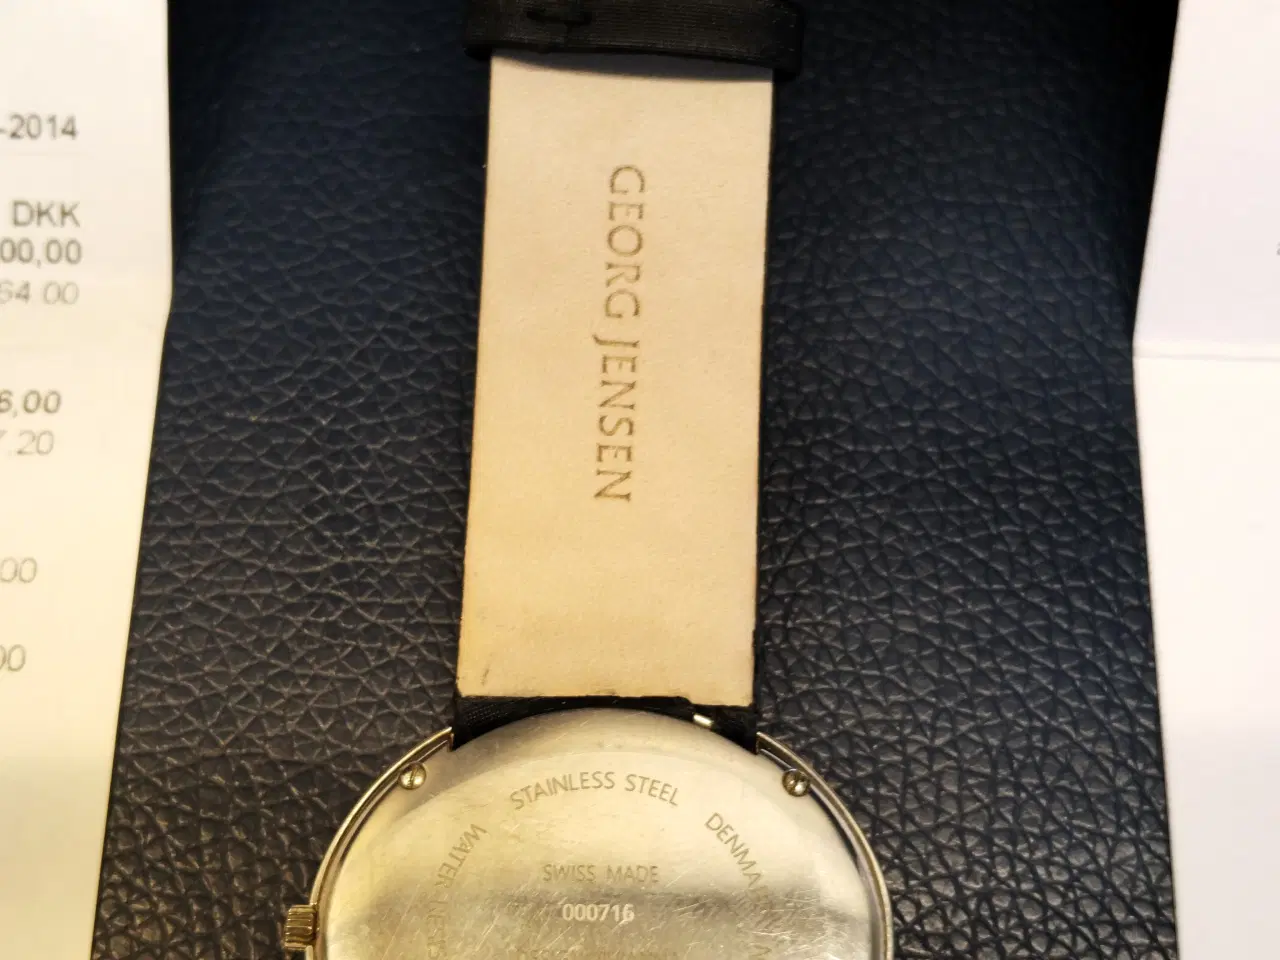 -2014
DKK
00,00
64.00
6,00
7.20
00
00
GEORG JENSEN
STAINLESS STEEL
WATER
SWISS MADE
000716